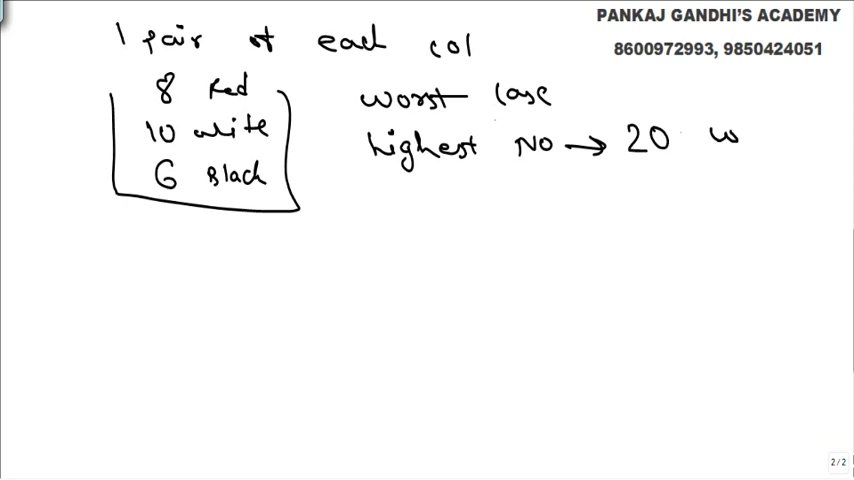 PANKAJ GANDHI'S ACADEMY
8600972993, 9850424051
1 pair of each col
8 Red
10 white
6 Black
worst case
highest No → 20 w
2/2